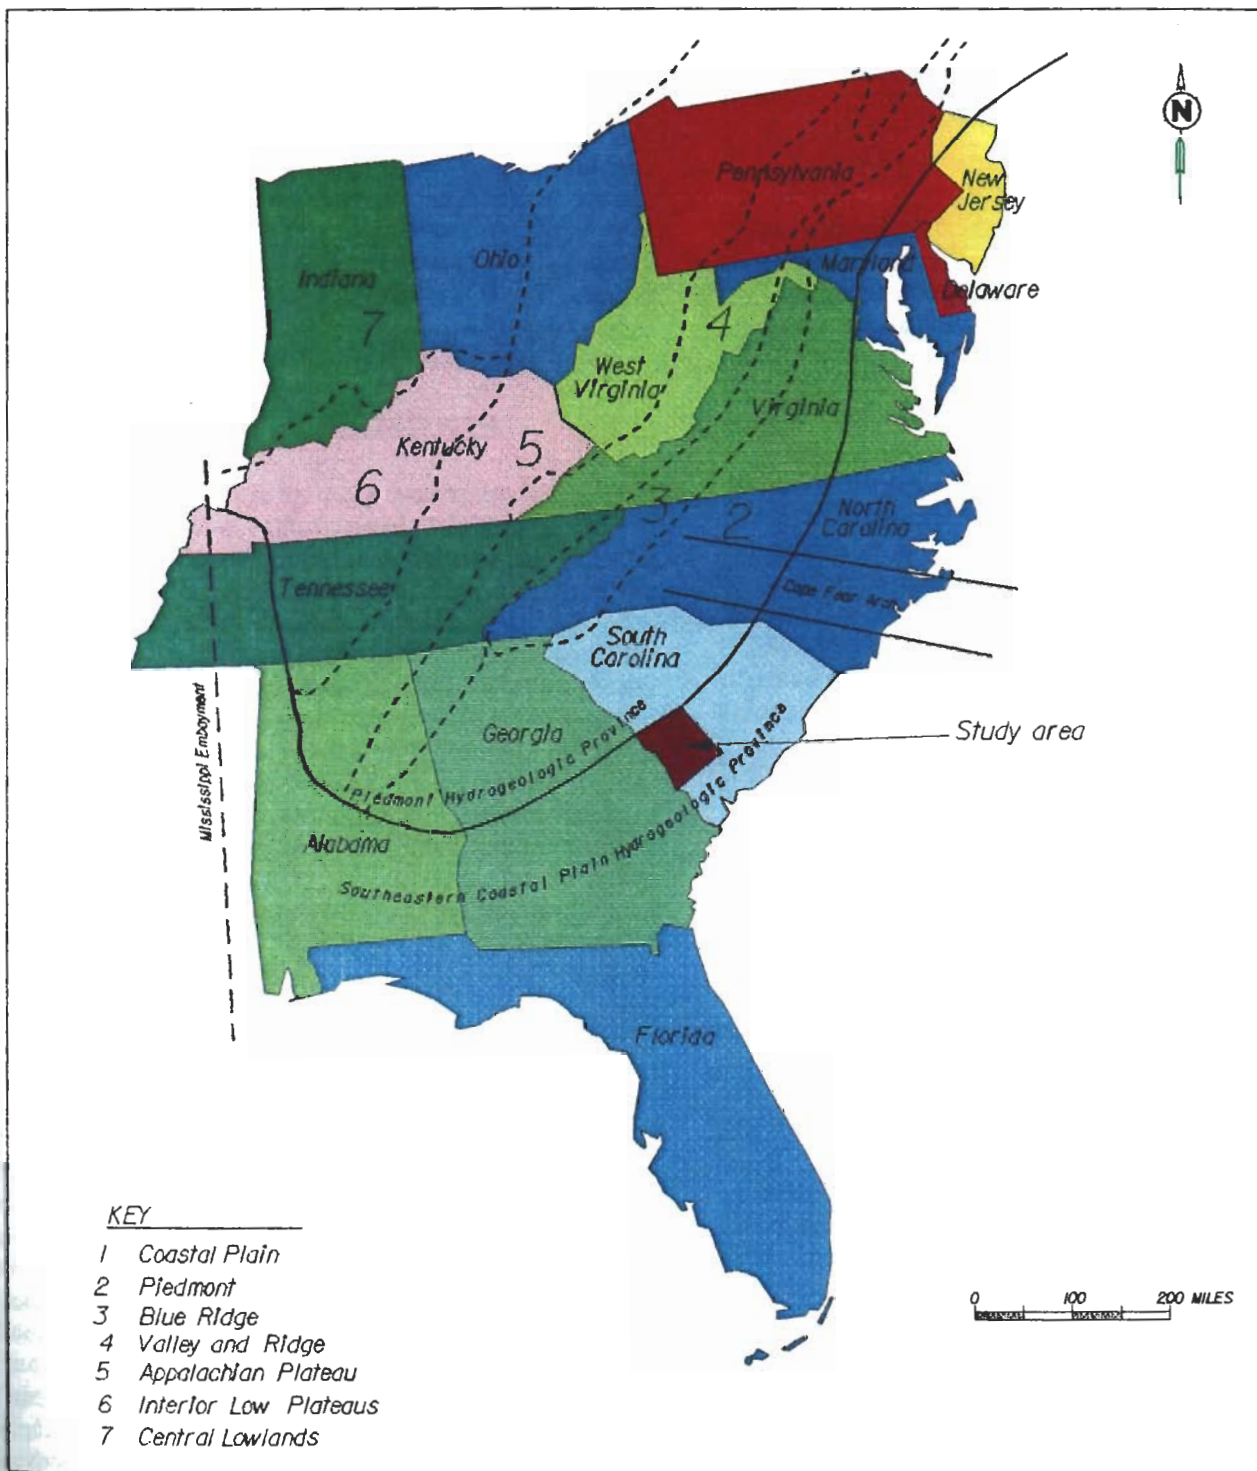 N
Pennsylvania
New
Jersey
Ohio
Maryland
Indiana
Delaware
7
4
West
Virginia
Virginia
Kentucky
5
6
3
2
North
Carolina
Tennessee
Cape Fear Arch
South
Carolina
Mississippi Embayment
Georgia
Study area
Piedmont Hydrogeologic Province
Alabama
Southeastern Coastal Plain Hydrogeologic Province
Florida
KEY
1 Coastal Plain
2 Piedmont
3 Blue Ridge
4 Valley and Ridge
5 Appalachian Plateau
6 Interior Low Plateaus
7 Central Lowlands
0 100 200 MILES